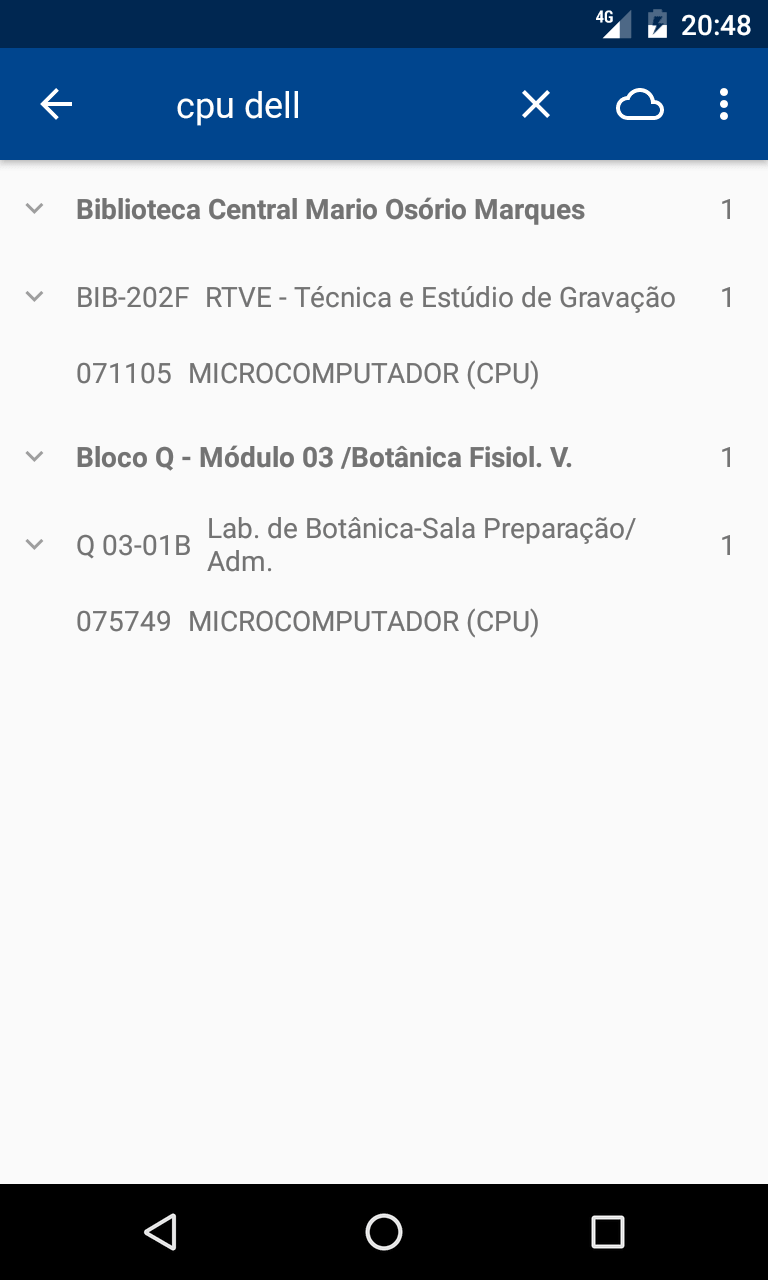 4G 20:48
cpu dell
Biblioteca Central Mario Osório Marques 1
BIB-202F RTVE - Técnica e Estúdio de Gravação 1
071105 MICROCOMPUTADOR (CPU)
Bloco Q - Módulo 03 /Botânica Fisiol. V. 1
Q 03-01B Lab. de Botânica-Sala Preparação/ 1
Adm.
075749 MICROCOMPUTADOR (CPU)